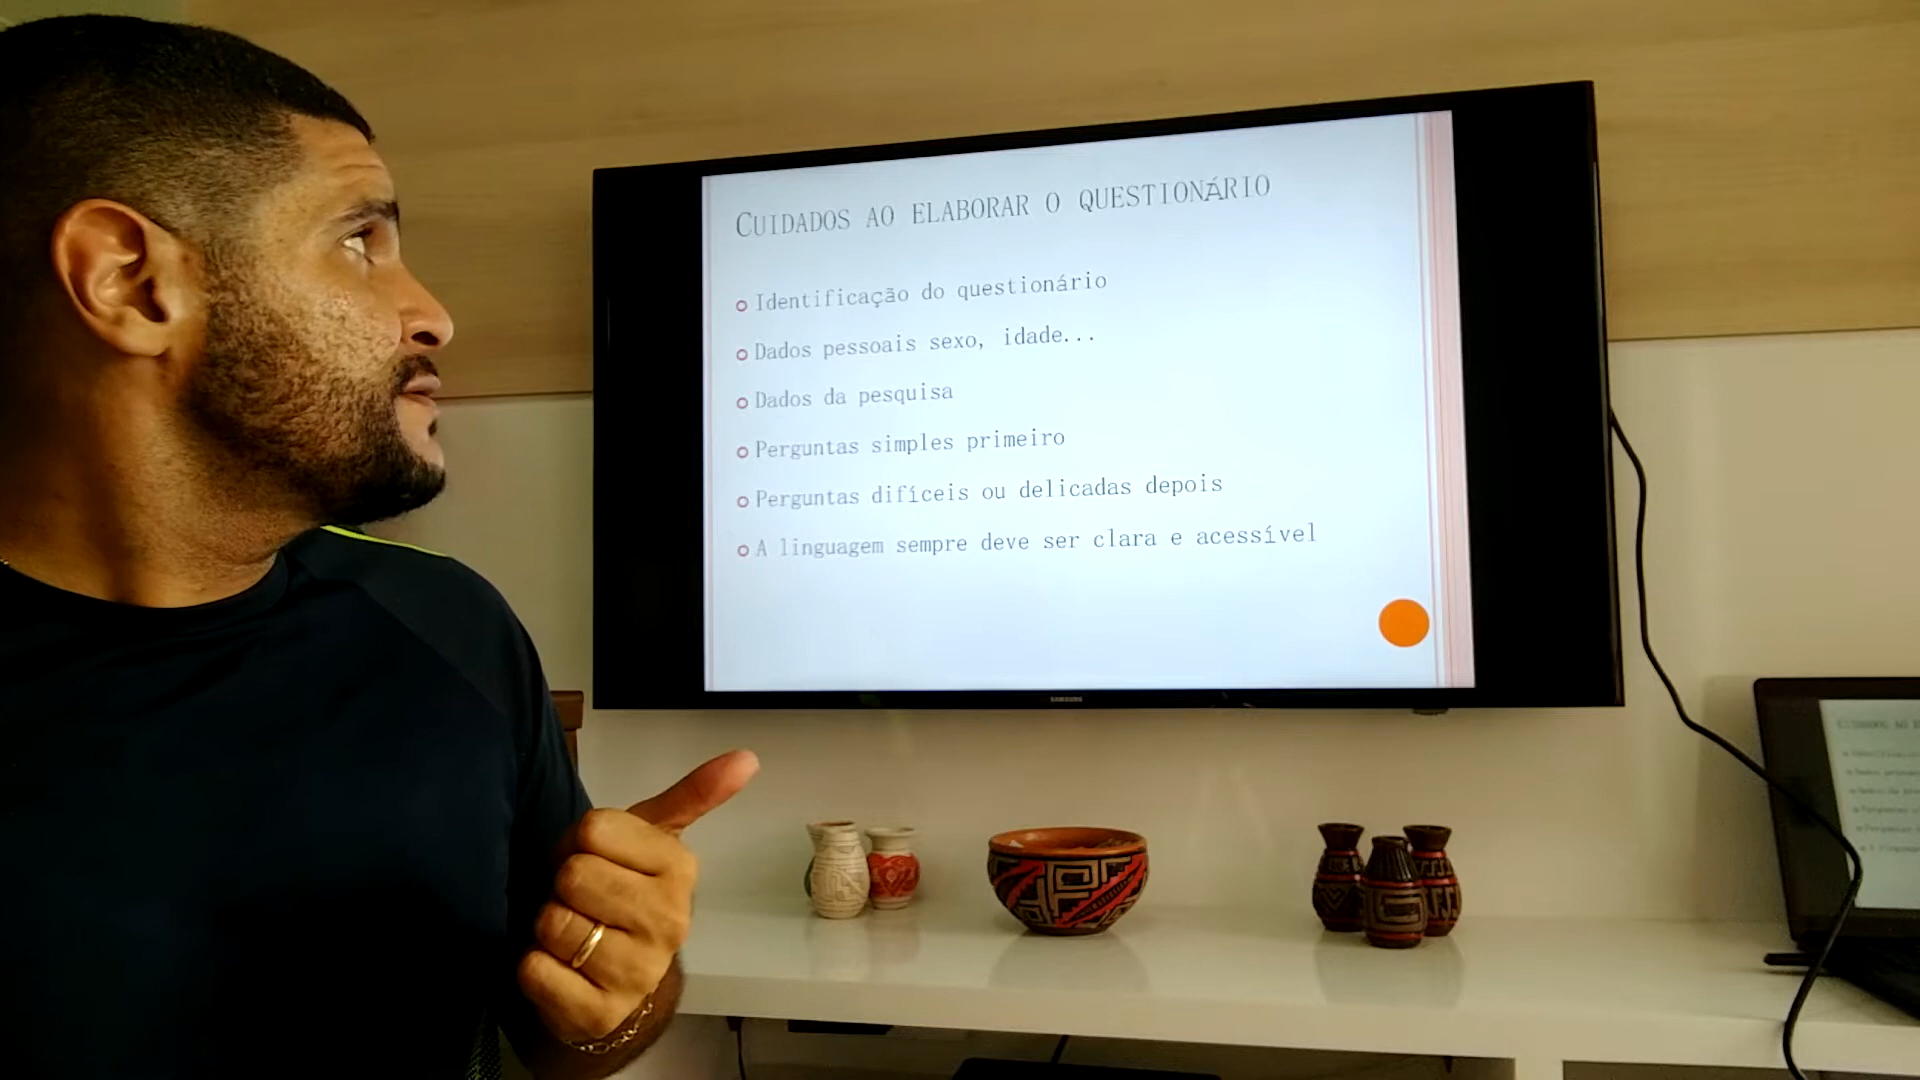 CUIDADOS AO ELABORAR O QUESTIONÁRIO
Identificação do questionário
Dados pessoais sexo, idade...
Dados da pesquisa
Perguntas simples primeiro
Perguntas difíceis ou delicadas depois
A linguagem sempre deve ser clara e acessível
SAMSUNG